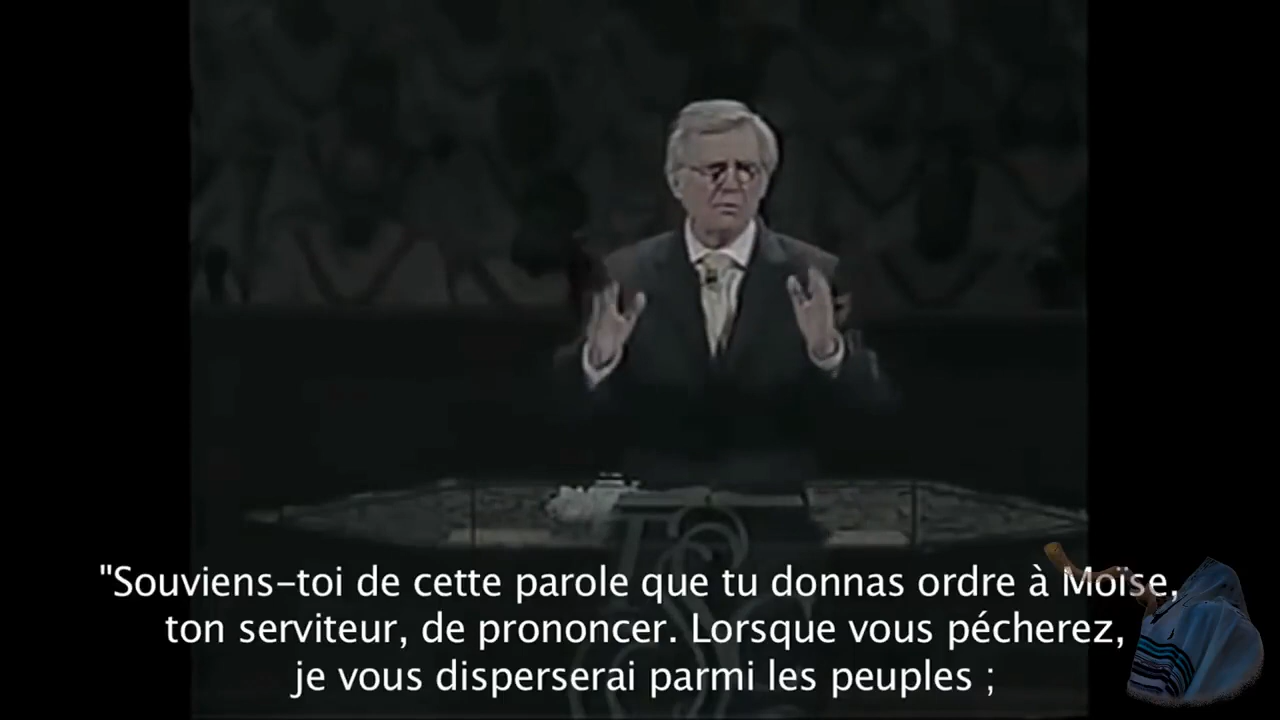 "Souviens-toi de cette parole que tu donnas ordre à Moïse,
ton serviteur, de prononcer. Lorsque vous pécherez,
je vous disperserai parmi les peuples ;